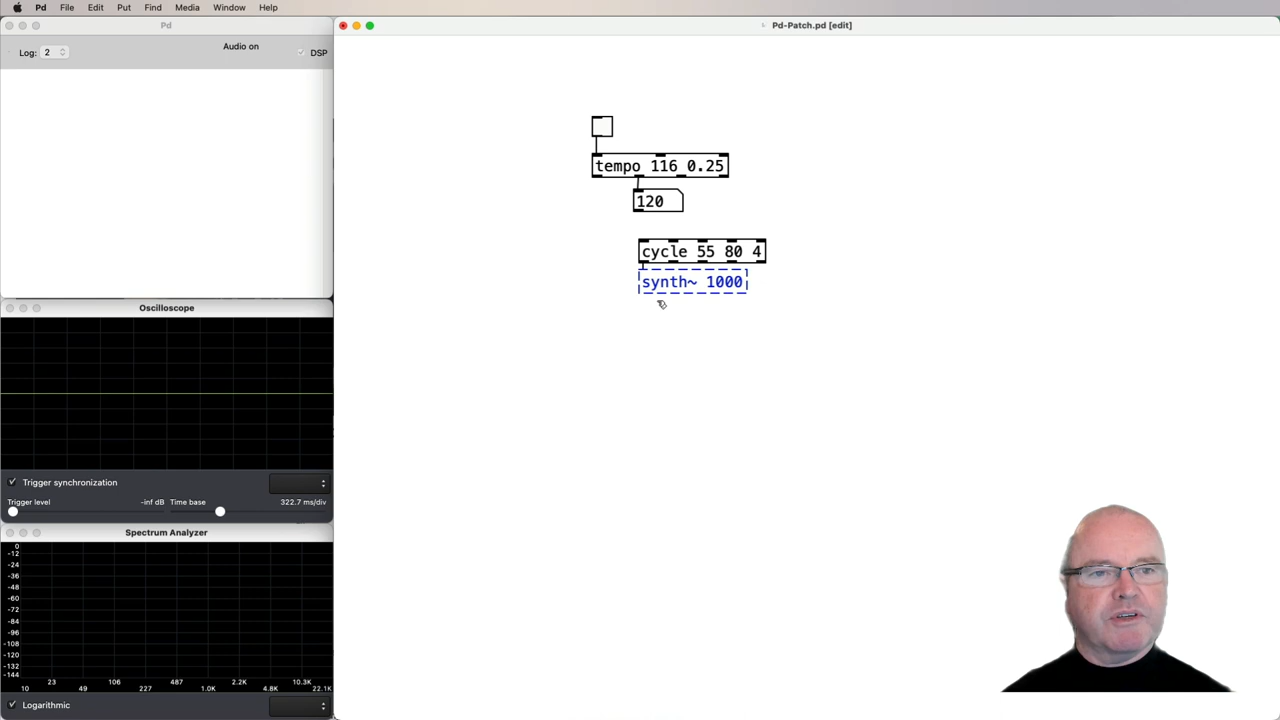 Pd File Edit Put Find Media Window Help
Pd
Log: 2
Audio on
DSP
Oscilloscope
Trigger synchronization
Trigger level -inf dB Time base 322.7 ms/div
Spectrum Analyzer
0
-12
-24
-36
-48
-60
-72
-84
-96
-108
-120
-132
-144
23 106 487 2.2K 10.3K
10 49 227 1.0K 4.8K 22.1K
Logarithmic
Pd-Patch.pd [edit]
tempo 116 0.25
120
cycle 55 80 4
synth~ 1000